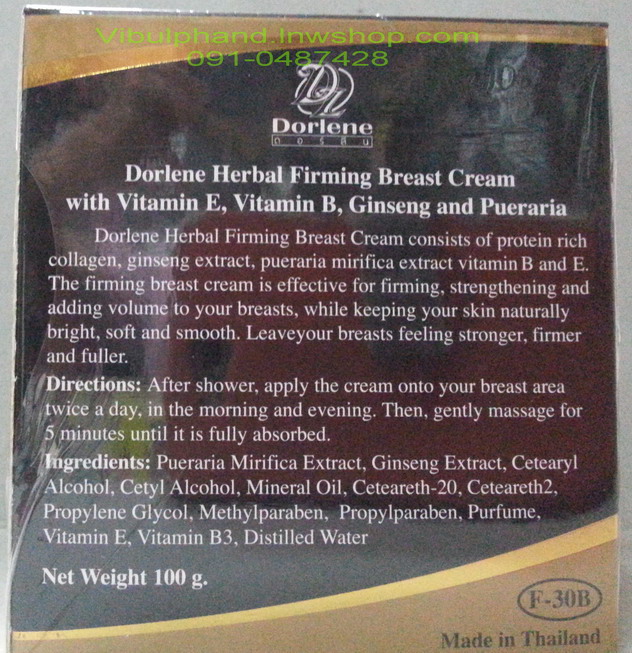 Vibulphand.lnwshop.com
091-0487428
Dorlene
ดอร์ลีน
Dorlene Herbal Firming Breast Cream
with Vitamin E, Vitamin B, Ginseng and Pueraria
Dorlene Herbal Firming Breast Cream consists of protein rich
collagen, ginseng extract, pueraria mirifica extract vitamin B and E.
The firming breast cream is effective for firming, strengthening and
adding volume to your breasts, while keeping your skin naturally
bright, soft and smooth. Leaveyour breasts feeling stronger, firmer
and fuller.
Directions: After shower, apply the cream onto your breast area
twice a day, in the morning and evening. Then, gently massage for
5 minutes until it is fully absorbed.
Ingredients: Pueraria Mirifica Extract, Ginseng Extract, Cetearyl
Alcohol, Cetyl Alcohol, Mineral Oil, Ceteareth-20, Ceteareth2,
Propylene Glycol, Methylparaben, Propylparaben, Purfume,
Vitamin E, Vitamin B3, Distilled Water
Net Weight 100 g.
F-30B
Made in Thailand